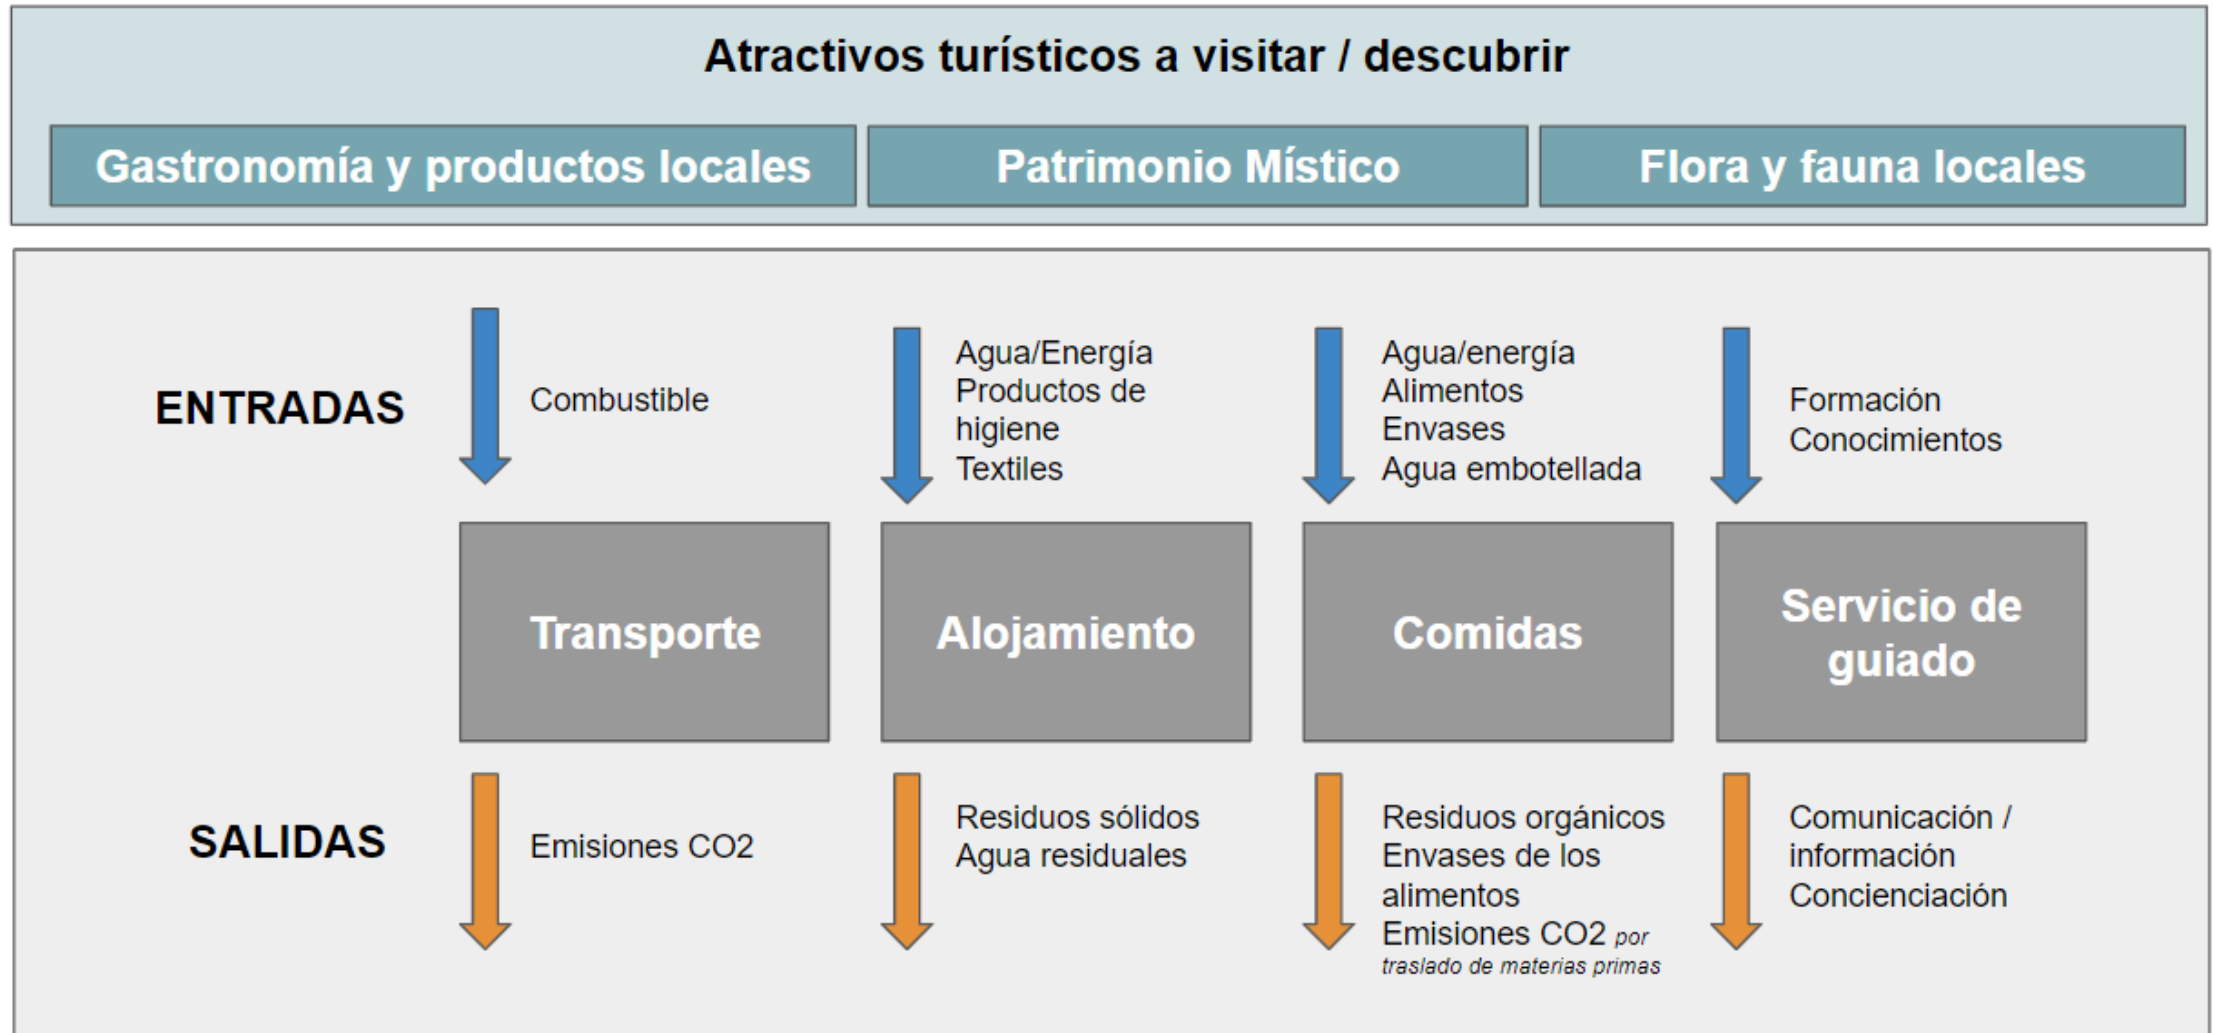 Atractivos turísticos a visitar / descubrir
Gastronomía y productos locales
Patrimonio Místico
Flora y fauna locales
ENTRADAS
Combustible
Agua/Energía
Productos de
higiene
Textiles
Agua/energía
Alimentos
Envases
Agua embotellada
Formación
Conocimientos
Transporte
Alojamiento
Comidas
Servicio de
guiado
SALIDAS
Emisiones CO2
Residuos sólidos
Agua residuales
Residuos orgánicos
Envases de los
alimentos
Emisiones CO2 por
traslado de materias primas
Comunicación /
información
Concienciación